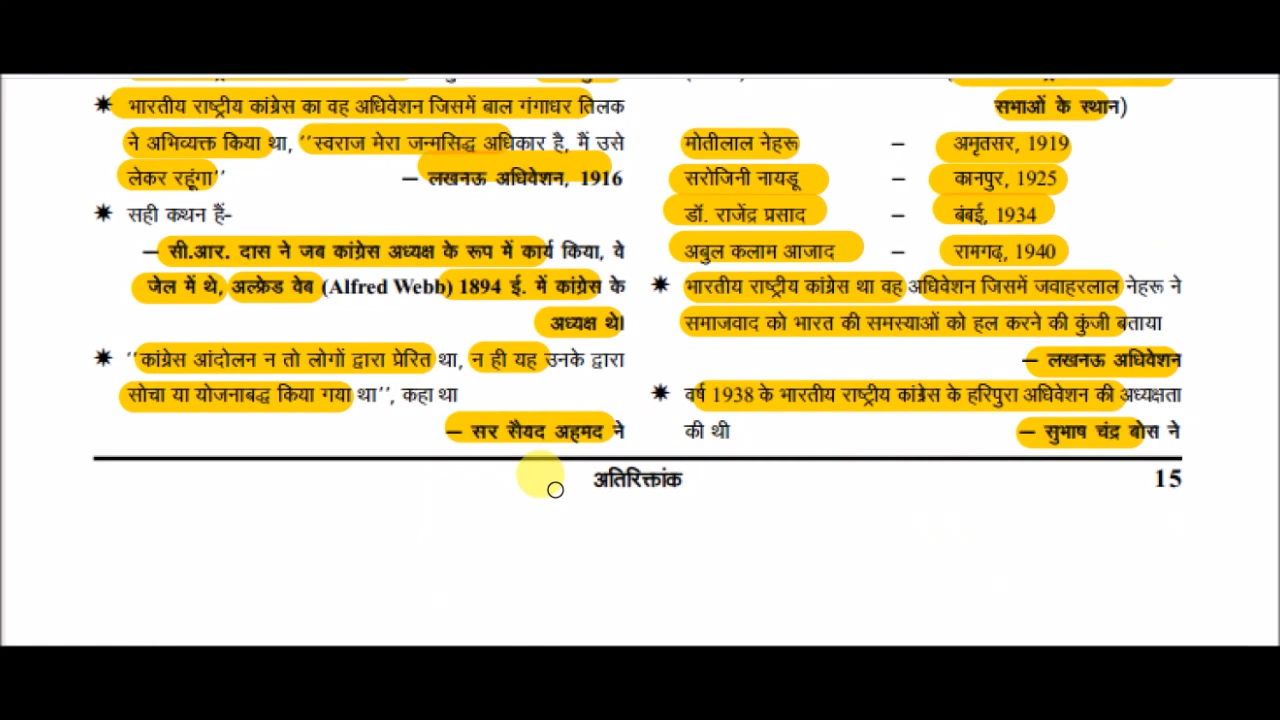 ✷ भारतीय राष्ट्रीय कांग्रेस का वह अधिवेशन जिसमें बाल गंगाधर तिलक
ने अभिव्यक्त किया था, ''स्वराज मेरा जन्मसिद्ध अधिकार है, मैं उसे
लेकर रहूंगा'' – लखनऊ अधिवेशन, 1916
✷ सही कथन हैं-
– सी.आर. दास ने जब कांग्रेस अध्यक्ष के रूप में कार्य किया, वे
जेल में थे, अल्फ्रेड वेब (Alfred Webb) 1894 ई. में कांग्रेस के
अध्यक्ष थे।
✷ ''कांग्रेस आंदोलन न तो लोगों द्वारा प्रेरित था, न ही यह उनके द्वारा
सोचा या योजनाबद्ध किया गया था'', कहा था
– सर सैयद अहमद ने
सभाओं के स्थान)
मोतीलाल नेहरू – अमृतसर, 1919
सरोजिनी नायडू – कानपुर, 1925
डॉ. राजेंद्र प्रसाद – बंबई, 1934
अबुल कलाम आजाद – रामगढ़, 1940
✷ भारतीय राष्ट्रीय कांग्रेस था वह अधिवेशन जिसमें जवाहरलाल नेहरू ने
समाजवाद को भारत की समस्याओं को हल करने की कुंजी बताया
– लखनऊ अधिवेशन
✷ वर्ष 1938 के भारतीय राष्ट्रीय कांग्रेस के हरिपुरा अधिवेशन की अध्यक्षता
की थी – सुभाष चंद्र बोस ने
अतिरिक्तांक 15